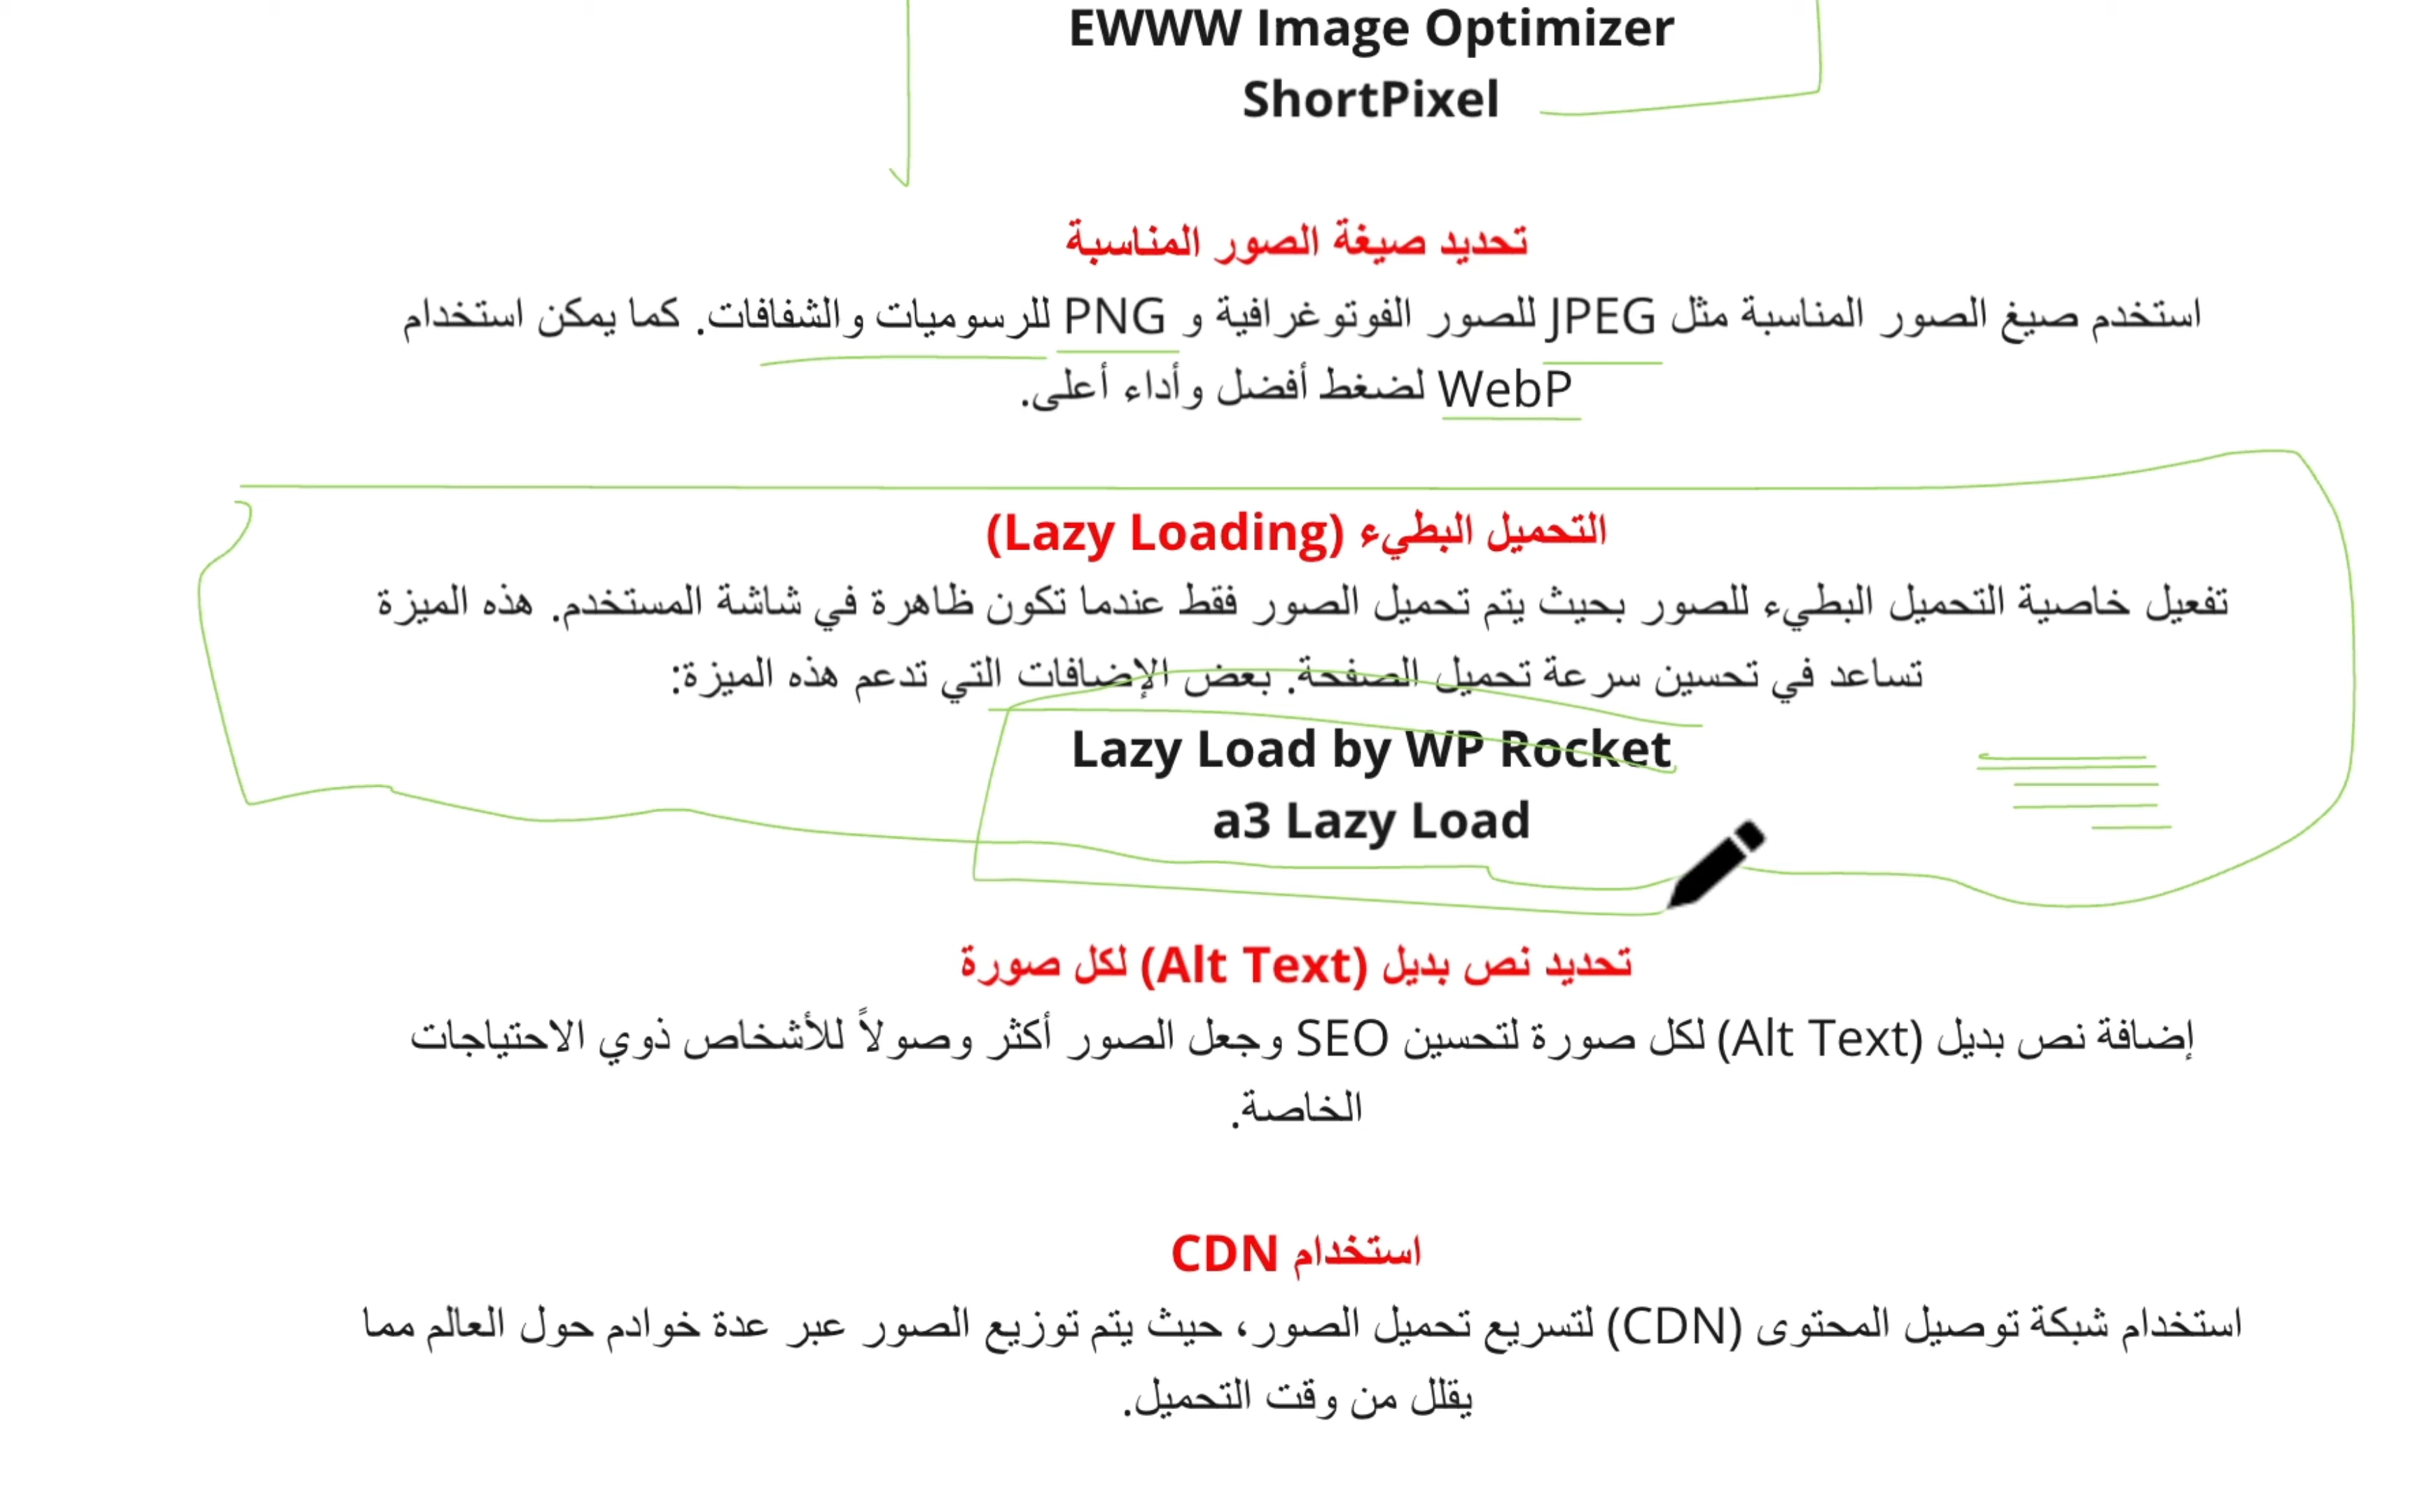 EWWW Image Optimizer
ShortPixel
تحديد صيغة الصور المناسبة
استخدم صيغ الصور المناسبة مثل JPEG للصور الفوتوغرافية و PNG للرسوميات والشفافات. كما يمكن استخدام
WebP لضغط أفضل وأداء أعلى.
التحميل البطيء (Lazy Loading)
تفعيل خاصية التحميل البطيء للصور بحيث يتم تحميل الصور فقط عندما تكون ظاهرة في شاشة المستخدم. هذه الميزة
تساعد في تحسين سرعة تحميل الصفحة. بعض الإضافات التي تدعم هذه الميزة:
Lazy Load by WP Rocket
a3 Lazy Load
تحديد نص بديل (Alt Text) لكل صورة
إضافة نص بديل (Alt Text) لكل صورة لتحسين SEO وجعل الصور أكثر وصولاً للأشخاص ذوي الاحتياجات
الخاصة.
استخدام CDN
استخدام شبكة توصيل المحتوى (CDN) لتسريع تحميل الصور، حيث يتم توزيع الصور عبر عدة خوادم حول العالم مما
يقلل من وقت التحميل.